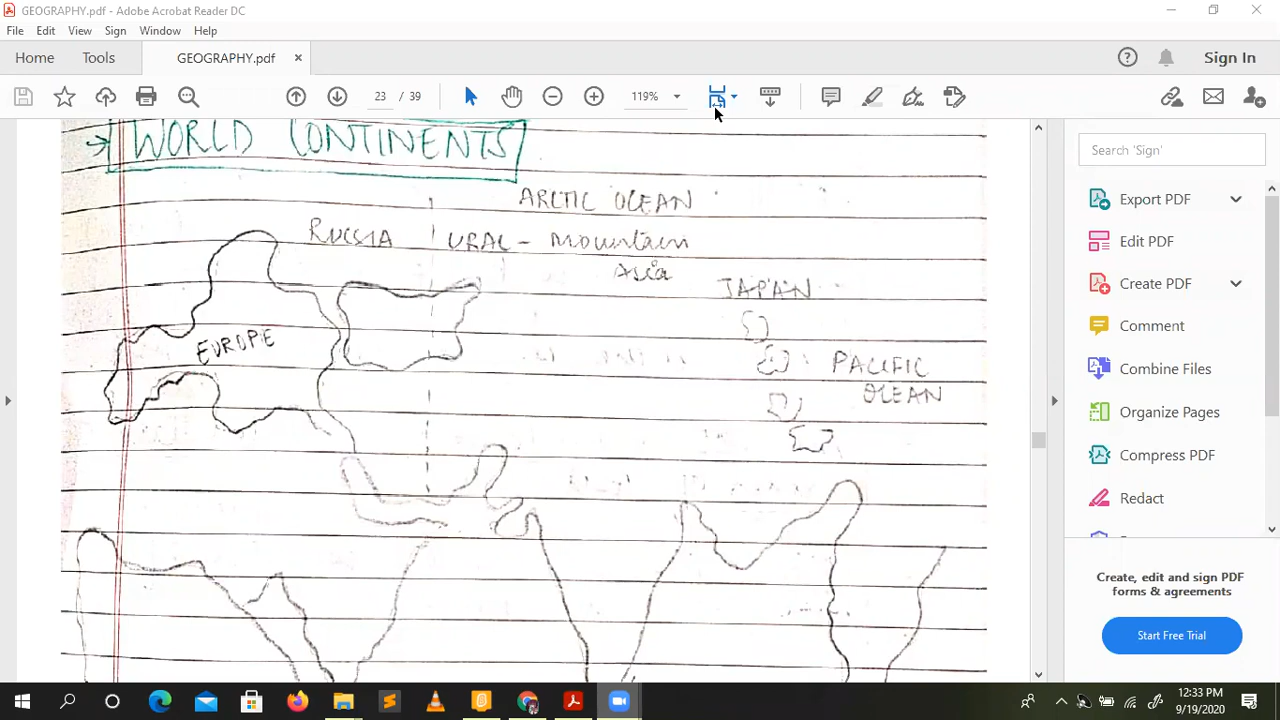 GEOGRAPHY.pdf - Adobe Acrobat Reader DC
File Edit View Sign Window Help
Home Tools GEOGRAPHY.pdf × Sign In
23 / 39 119%
WORLD CONTINENTS
ARCTIC OCEAN
RUSSIA URAL - Mountain
Asia
JAPAN
EUROPE
PACIFIC
OCEAN
Search 'Sign'
Export PDF
Edit PDF
Create PDF
Comment
Combine Files
Organize Pages
Compress PDF
Redact
Create, edit and sign PDF
forms & agreements
Start Free Trial
12:33 PM
9/19/2020